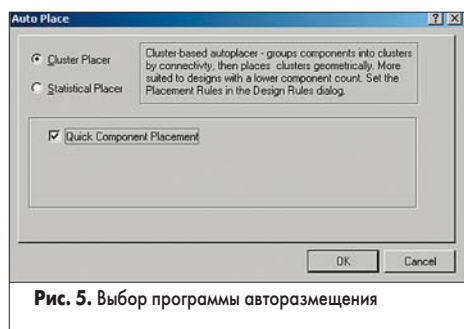 Auto Place
Cluster Placer
Statistical Placer
Cluster-based autoplacer - groups components into clusters
by connectivity, then places clusters geometrically. More
suited to designs with a lower component count. Set the
Placement Rules in the Design Rules dialog.
Quick Component Placement
OK Cancel
Рис. 5. Выбор программы авторазмещения